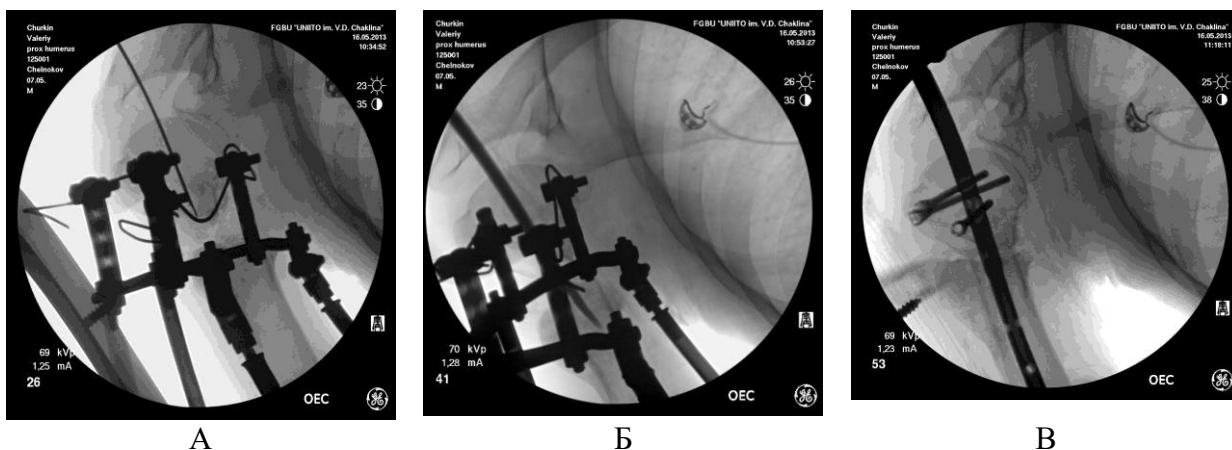 Churkin
Valeriy
prox humerus
125001
Chelnokov
07.05.
M
FGBU "UNIITO im. V.D. Chaklina"
16.05.2013
10:34:52
23
35
69 kVp
1,25 mA
26
OEC
Churkin
Valeriy
prox humerus
125001
Chelnokov
07.05.
M
FGBU "UNIITO im. V.D. Chaklina"
16.05.2013
10:53:27
26
35
70 kVp
1,28 mA
41
OEC
Churkin
Valeriy
prox humerus
125001
Chelnokov
07.05.
M
FGBU "UNIITO im. V.D. Chaklina"
16.05.2013
11:18:11
25
38
69 kVp
1,23 mA
53
OEC
А
Б
В